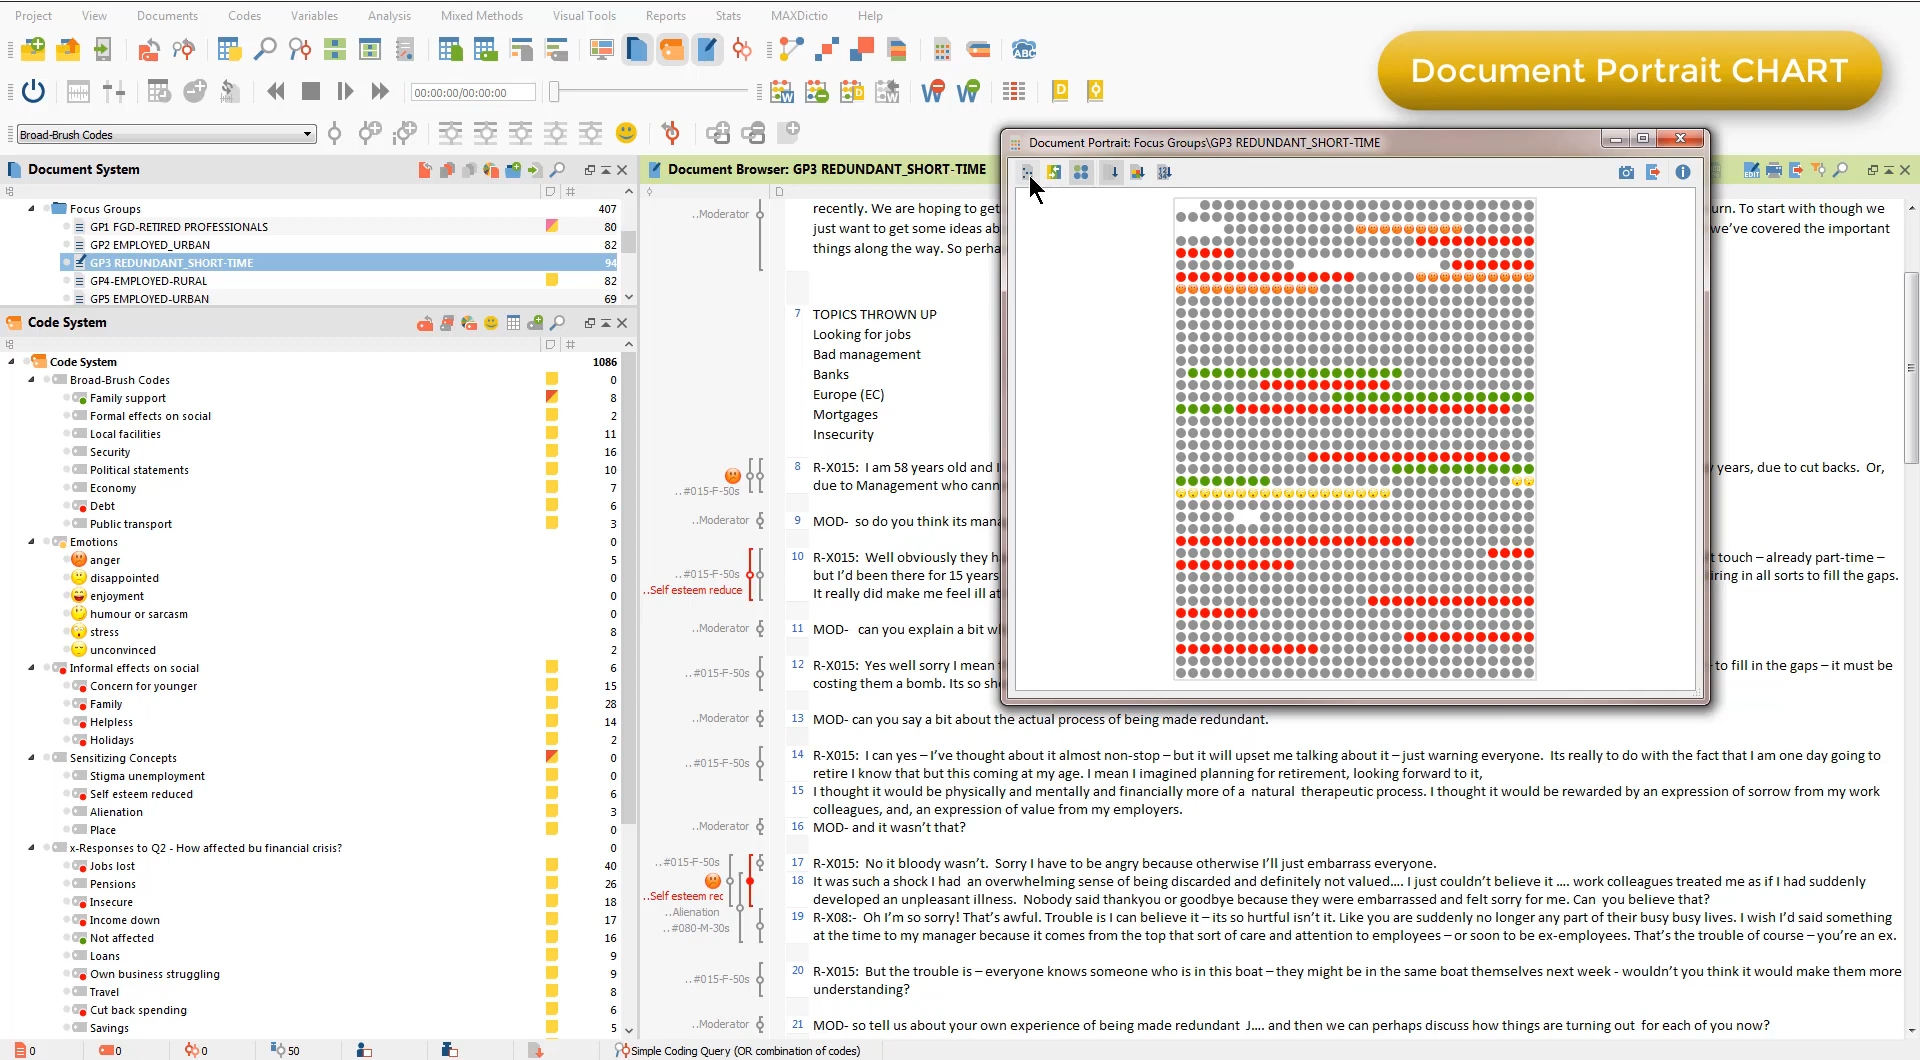 Project View Documents Codes Variables Analysis Mixed Methods Visual Tools Reports Stats MAXDictio Help
Document Portrait CHART
00:00:00/00:00:00
Broad-Brush Codes
Document System
Focus Groups 407
GP1 FGD-RETIRED PROFESSIONALS 80
GP2 EMPLOYED_URBAN 82
GP3 REDUNDANT_SHORT-TIME 94
GP4-EMPLOYED-RURAL 82
GP5 EMPLOYED-URBAN 69
Code System
Code System 1086
Broad-Brush Codes 0
Family support 8
Formal effects on social 2
Local facilities 11
Security 16
Political statements 10
Economy 7
Debt 6
Public transport 3
Emotions 0
anger 5
disappointed 0
enjoyment 0
humour or sarcasm 0
stress 8
unconvinced 2
Informal effects on social 6
Concern for younger 15
Family 28
Helpless 14
Holidays 2
Sensitizing Concepts 0
Stigma unemployment 0
Self esteem reduced 6
Alienation 3
Place 0
x-Responses to Q2 - How affected bu financial crisis? 0
Jobs lost 40
Pensions 26
Insecure 18
Income down 17
Not affected 16
Loans 9
Own business struggling 9
Travel 8
Cut back spending 6
Savings 5
Document Browser: GP3 REDUNDANT_SHORT-TIME
Document Portrait: Focus Groups\GP3 REDUNDANT_SHORT-TIME
..Moderator
recently. We are hoping to get
urn. To start with though we
just want to get some ideas ab
we've covered the important
things along the way. So perha
7 TOPICS THROWN UP
Looking for jobs
Bad management
Banks
Europe (EC)
Mortgages
Insecurity
8 R-X015: I am 58 years old and I
y years, due to cut backs. Or,
..#015-F-50s
due to Management who cann
..Moderator
9 MOD- so do you think its mana
10 R-X015: Well obviously they h
t touch – already part-time –
..#015-F-50s
but I'd been there for 15 years
iring in all sorts to fill the gaps.
..Self esteem reduce
It really did make me feel ill at
..Moderator
11 MOD- can you explain a bit wh
12 R-X015: Yes well sorry I mean t
-to fill in the gaps – it must be
..#015-F-50s
costing them a bomb. Its so sh
..Moderator
13 MOD- can you say a bit about the actual process of being made redundant.
14 R-X015: I can yes – I've thought about it almost non-stop – but it will upset me talking about it – just warning everyone. Its really to do with the fact that I am one day going to
..#015-F-50s
retire I know that but this coming at my age. I mean I imagined planning for retirement, looking forward to it,
15 I thought it would be physically and mentally and financially more of a natural therapeutic process. I thought it would be rewarded by an expression of sorrow from my work
colleagues, and, an expression of value from my employers.
..Moderator
16 MOD- and it wasn't that?
..#015-F-50s
17 R-X015: No it bloody wasn't. Sorry I have to be angry because otherwise I'll just embarrass everyone.
18 It was such a shock I had an overwhelming sense of being discarded and definitely not valued.... I just couldn't believe it .... work colleagues treated me as if I had suddenly
..Self esteem rec
developed an unpleasant illness. Nobody said thankyou or goodbye because they were embarrassed and felt sorry for me. Can you believe that?
..Alienation
19 R-X08:- Oh I'm so sorry! That's awful. Trouble is I can believe it – its so hurtful isn't it. Like you are suddenly no longer any part of their busy busy lives. I wish I'd said something
..#080-M-30s
at the time to my manager because it comes from the top that sort of care and attention to employees – or soon to be ex-employees. That's the trouble of course – you're an ex.
20 R-X015: But the trouble is – everyone knows someone who is in this boat – they might be in the same boat themselves next week - wouldn't you think it would make them more
..#015-F-50s
understanding?
..Moderator
21 MOD- so tell us about your own experience of being made redundant J.... and then we can perhaps discuss how things are turning out for each of you now?
0 0 0 50 Simple Coding Query (OR combination of codes)